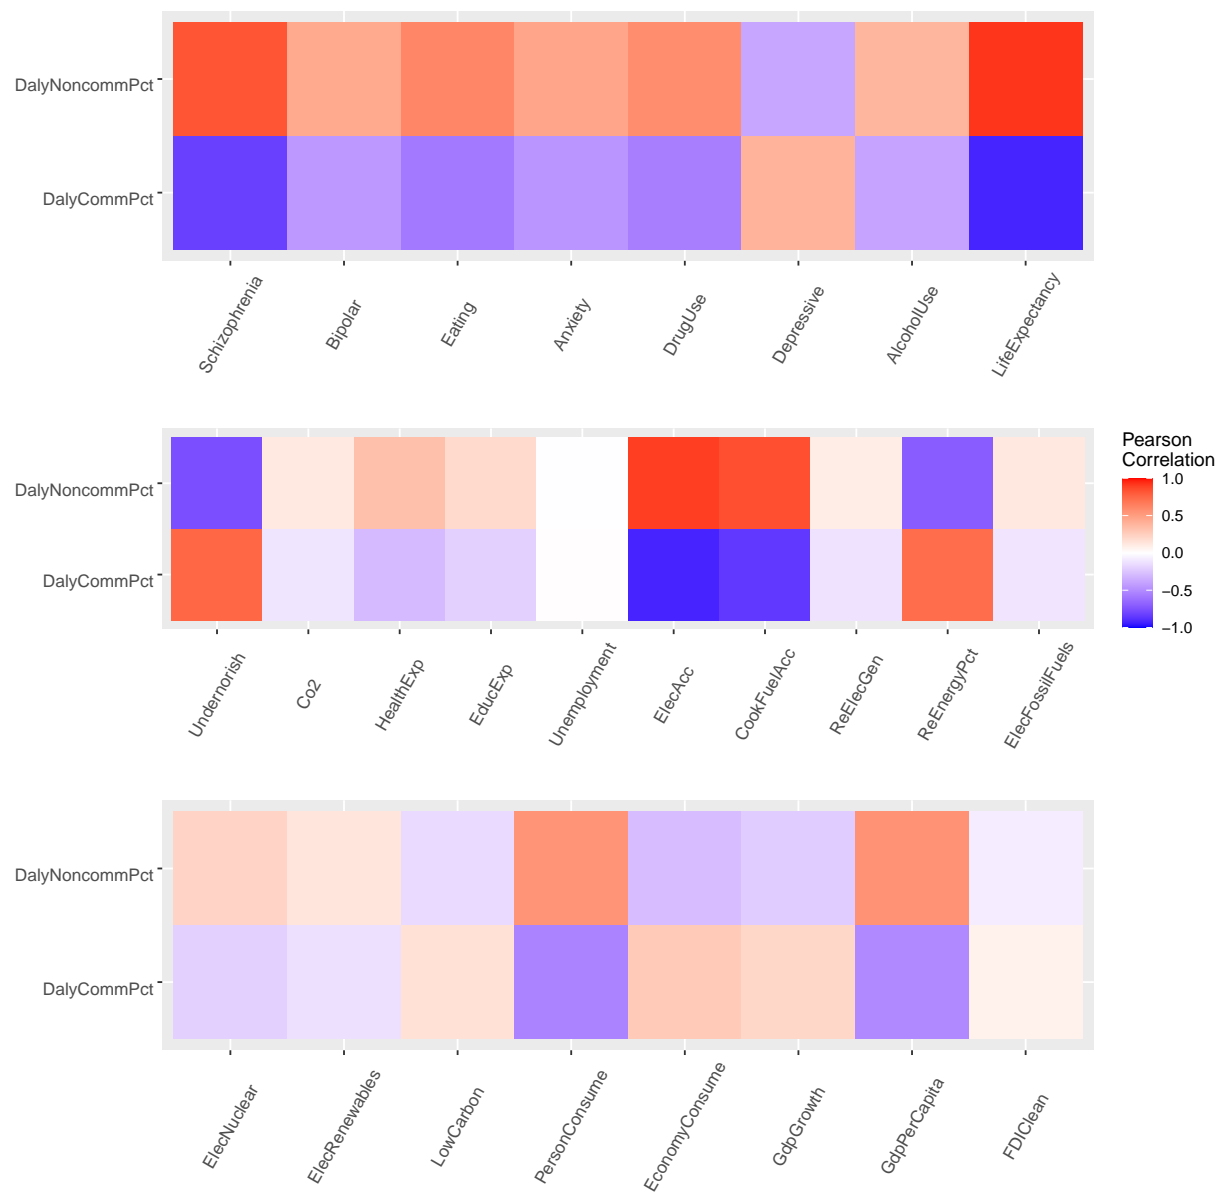 DalyNoncommPct
DalyCommPct
Schizophrenia
Bipolar
Eating
Anxiety
DrugUse
Depressive
AlcoholUse
LifeExpectancy
DalyNoncommPct
DalyCommPct
Undernorish
Co2
HealthExp
EducExp
Unemployment
ElecAcc
CookFuelAcc
ReElecGen
ReEnergyPct
ElecFossilFuels
Pearson
Correlation
1.0
0.5
0.0
−0.5
−1.0
DalyNoncommPct
DalyCommPct
ElecNuclear
ElecRenewables
LowCarbon
PersonConsume
EconomyConsume
GdpGrowth
GdpPerCapita
FDIClean